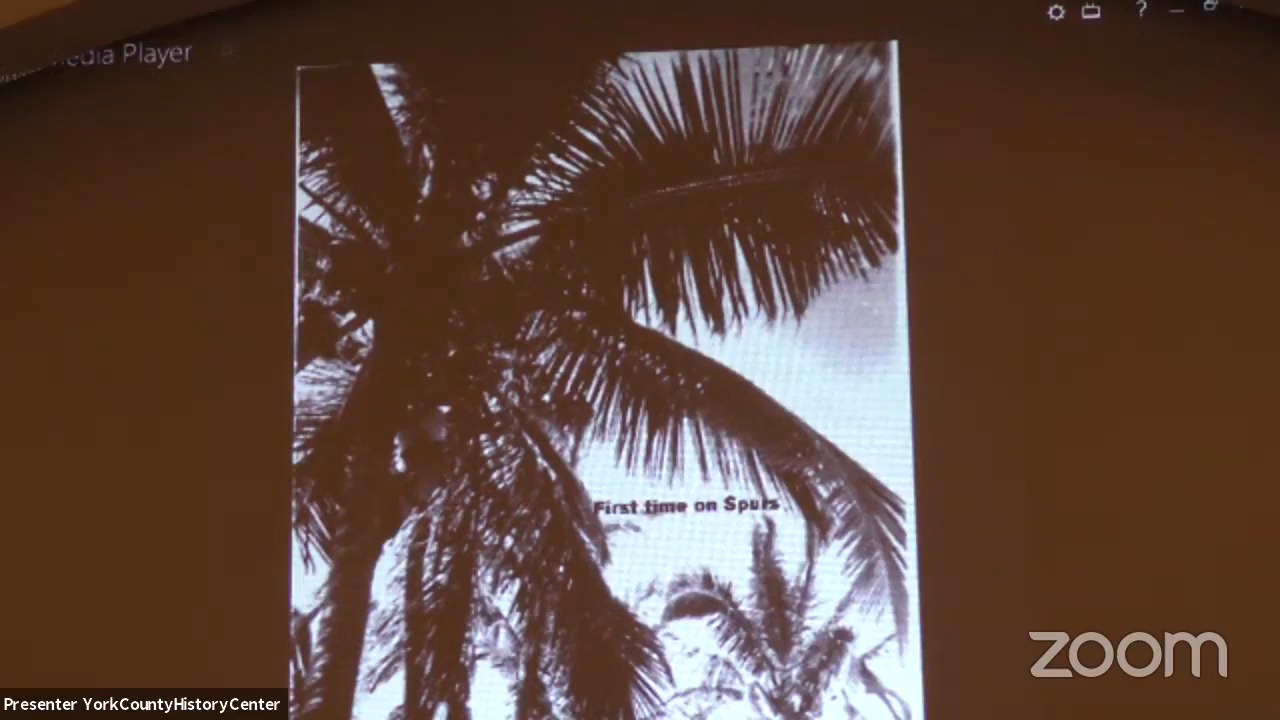 Media Player
First time on Spurs
zoom
Presenter YorkCountyHistoryCenter